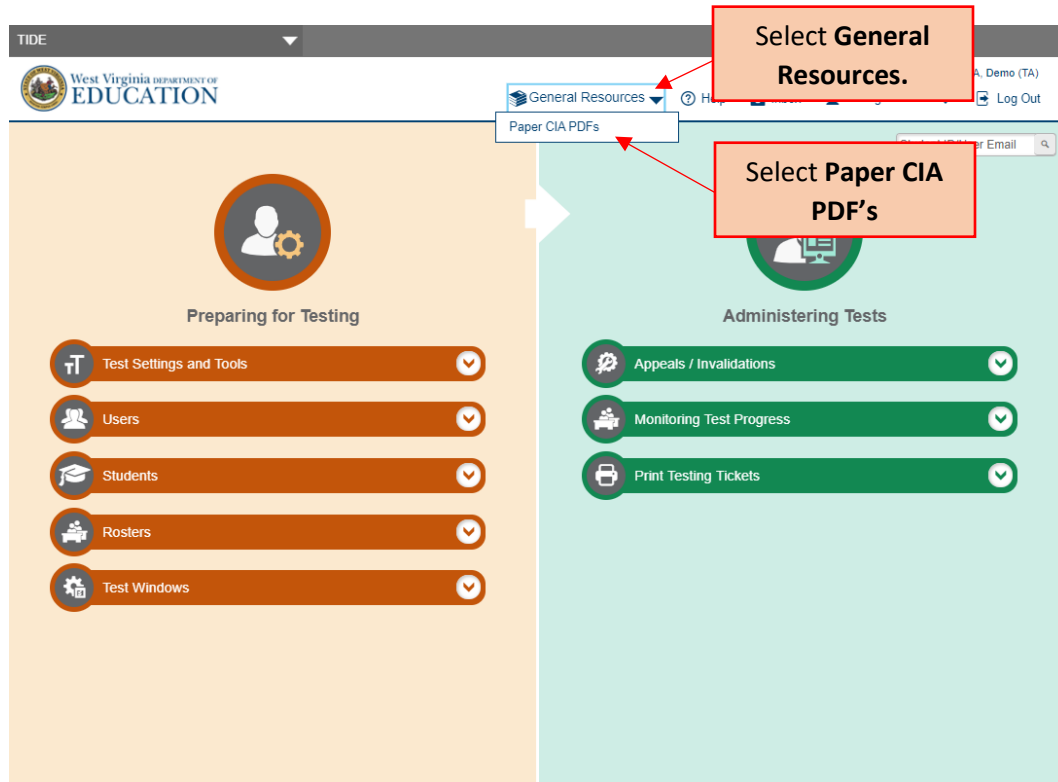 TIDE
Select General
Resources.
West Virginia DEPARTMENT OF
EDUCATION
A, Demo (TA)
General Resources
Log Out
Paper CIA PDFs
er Email
Select Paper CIA
PDF's
Preparing for Testing
Administering Tests
Test Settings and Tools
Appeals / Invalidations
Users
Monitoring Test Progress
Students
Print Testing Tickets
Rosters
Test Windows